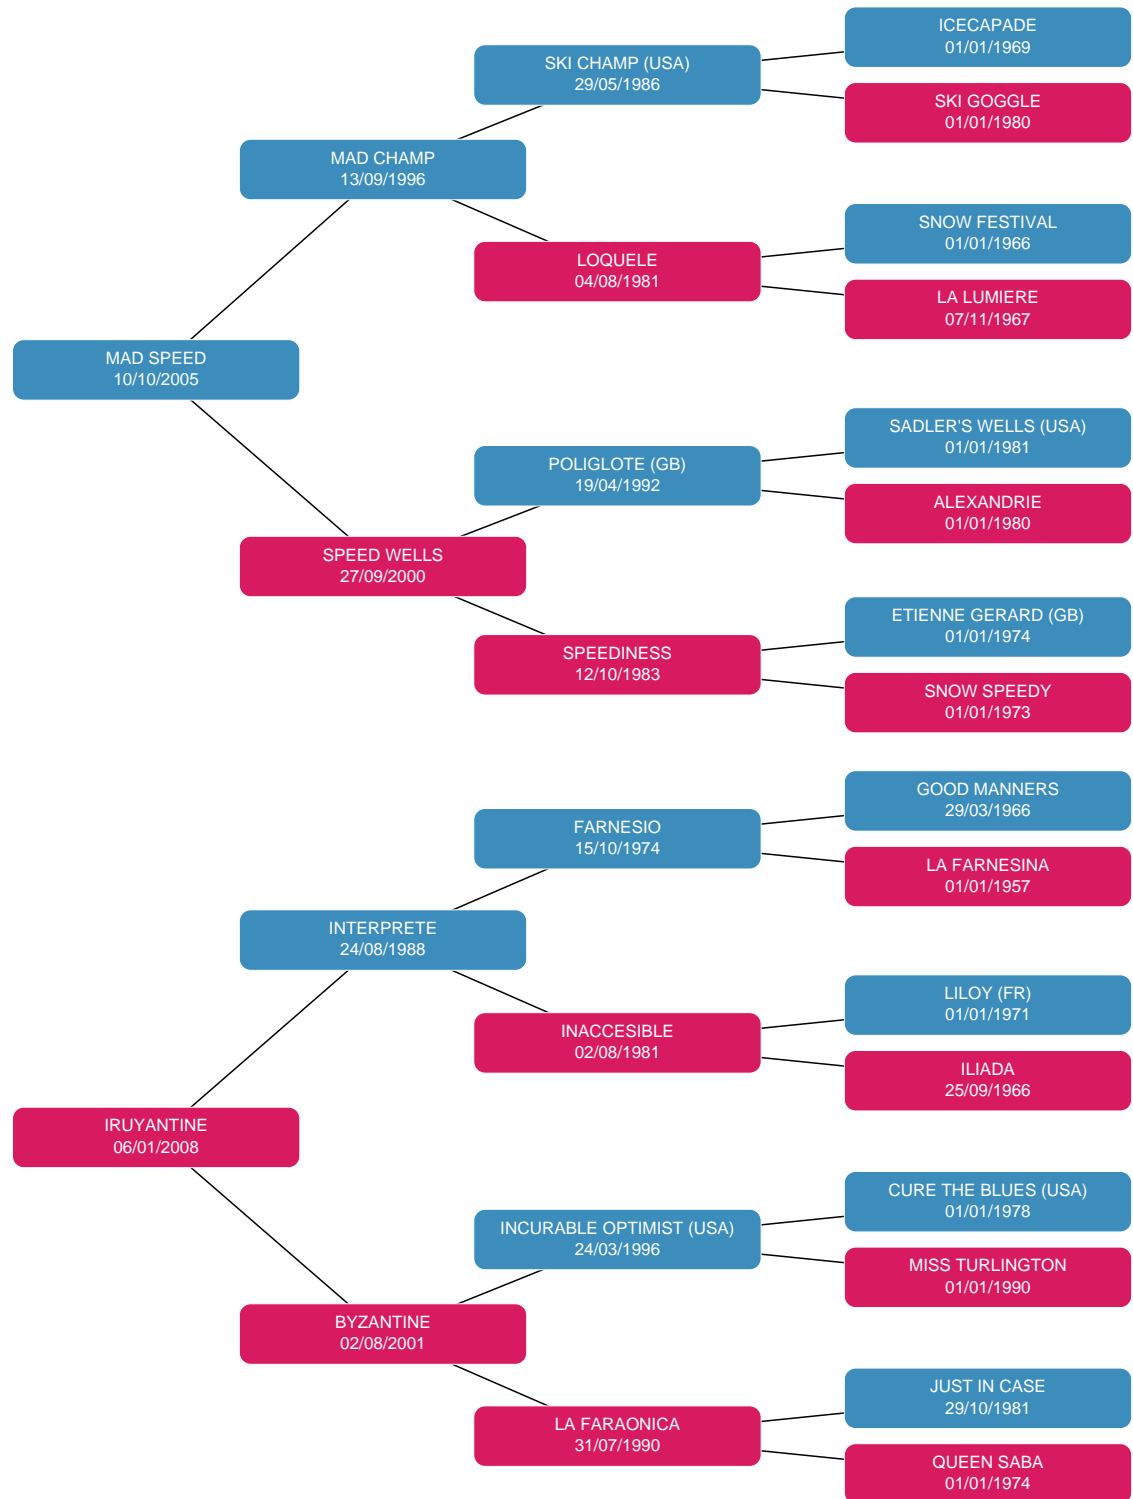 ICECAPADE
01/01/1969
SKI CHAMP (USA)
29/05/1986
SKI GOGGLE
01/01/1980
MAD CHAMP
13/09/1996
SNOW FESTIVAL
01/01/1966
LOQUELE
04/08/1981
LA LUMIERE
07/11/1967
MAD SPEED
10/10/2005
SADLER'S WELLS (USA)
01/01/1981
POLIGLOTE (GB)
19/04/1992
ALEXANDRIE
01/01/1980
SPEED WELLS
27/09/2000
ETIENNE GERARD (GB)
01/01/1974
SPEEDINESS
12/10/1983
SNOW SPEEDY
01/01/1973
GOOD MANNERS
29/03/1966
FARNESIO
15/10/1974
LA FARNESINA
01/01/1957
INTERPRETE
24/08/1988
LILOY (FR)
01/01/1971
INACCESIBLE
02/08/1981
ILIADA
25/09/1966
IRUYANTINE
06/01/2008
CURE THE BLUES (USA)
01/01/1978
INCURABLE OPTIMIST (USA)
24/03/1996
MISS TURLINGTON
01/01/1990
BYZANTINE
02/08/2001
JUST IN CASE
29/10/1981
LA FARAONICA
31/07/1990
QUEEN SABA
01/01/1974